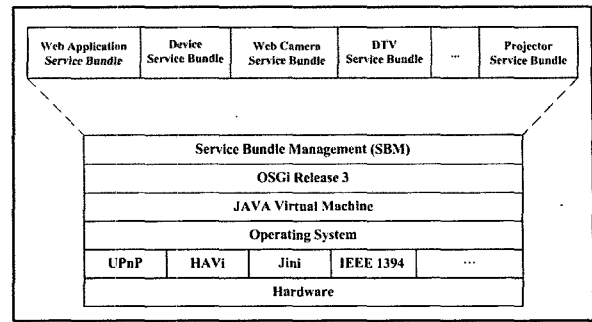 Web Application
Service Bundle
Device
Service Bundle
Web Camera
Service Bundle
DTV
Service Bundle
...
Projector
Service Bundle
Service Bundle Management (SBM)
OSGi Release 3
JAVA Virtual Machine
Operating System
UPnP
HAVi
Jini
IEEE 1394
...
Hardware